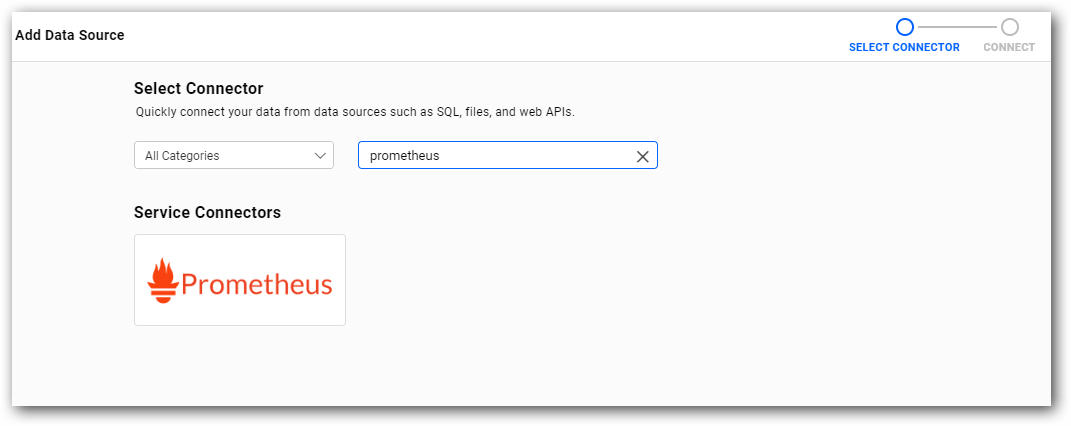 Add Data Source
SELECT CONNECTOR
CONNECT
Select Connector
Quickly connect your data from data sources such as SQL, files, and web APIs.
All Categories
prometheus
Service Connectors
Prometheus